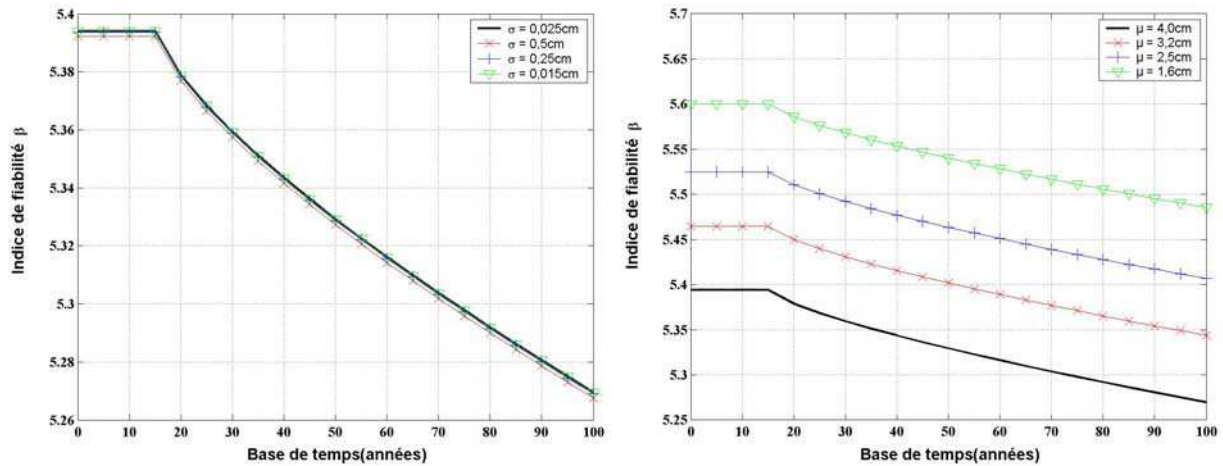 5.4
5.38
5.36
5.34
5.32
5.3
5.28
5.26
Indice de fiabilité β
0 10 20 30 40 50 60 70 80 90 100
Base de temps(années)
σ = 0,025cm
σ = 0,5cm
σ = 0,25cm
σ = 0,015cm
5.7
5.65
5.6
5.55
5.5
5.45
5.4
5.35
5.3
5.25
Indice de fiabilité β
0 10 20 30 40 50 60 70 80 90 100
Base de temps(années)
μ = 4,0cm
μ = 3,2cm
μ = 2,5cm
μ = 1,6cm